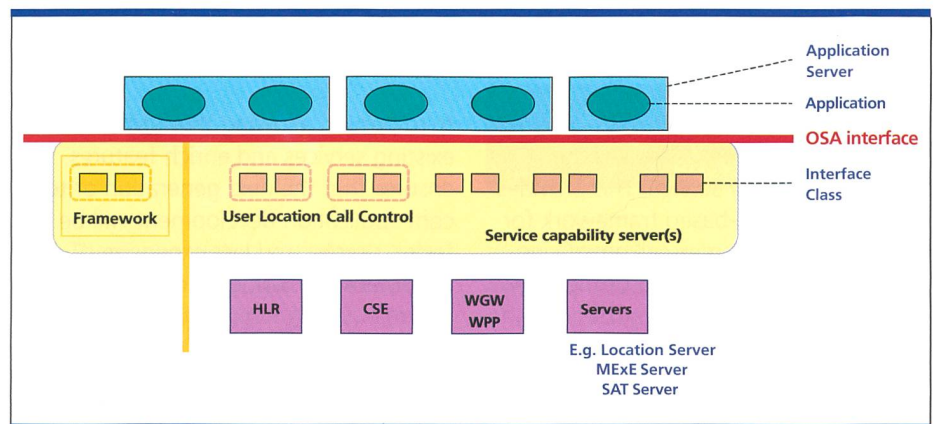 Application
Server
Application
OSA interface
Interface
Class
Framework
User Location
Call Control
Service capability server(s)
HLR
CSE
WGW
WPP
Servers
E.g. Location Server
MExE Server
SAT Server